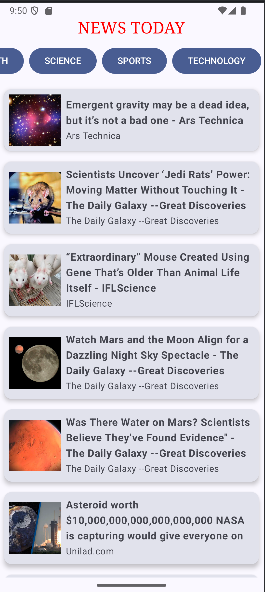 9:50
NEWS TODAY
TH
SCIENCE
SPORTS
TECHNOLOGY
Emergent gravity may be a dead idea,
but it's not a bad one - Ars Technica
Ars Technica
Scientists Uncover ‘Jedi Rats’ Power:
Moving Matter Without Touching It -
The Daily Galaxy --Great Discoveries
The Daily Galaxy --Great Discoveries
“Extraordinary” Mouse Created Using
Gene That’s Older Than Animal Life
Itself - IFLScience
IFLScience
Watch Mars and the Moon Align for a
Dazzling Night Sky Spectacle - The
Daily Galaxy --Great Discoveries
The Daily Galaxy --Great Discoveries
Was There Water on Mars? Scientists
Believe They’ve Found Evidence" -
The Daily Galaxy --Great Discoveries
The Daily Galaxy --Great Discoveries
Asteroid worth
$10,000,000,000,000,000,000 NASA
is capturing would give everyone on
Unilad.com